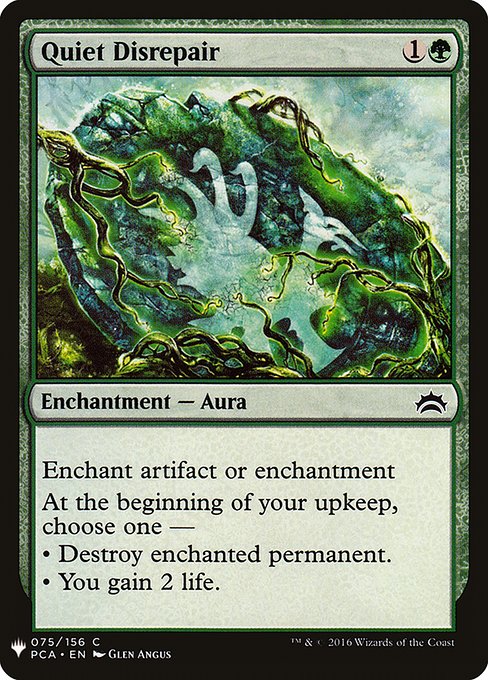 Quiet Disrepair 1
Enchantment — Aura
Enchant artifact or enchantment
At the beginning of your upkeep,
choose one —
• Destroy enchanted permanent.
• You gain 2 life.
075/156 C
PCA • EN Glen Angus
™ & © 2016 Wizards of the Coast